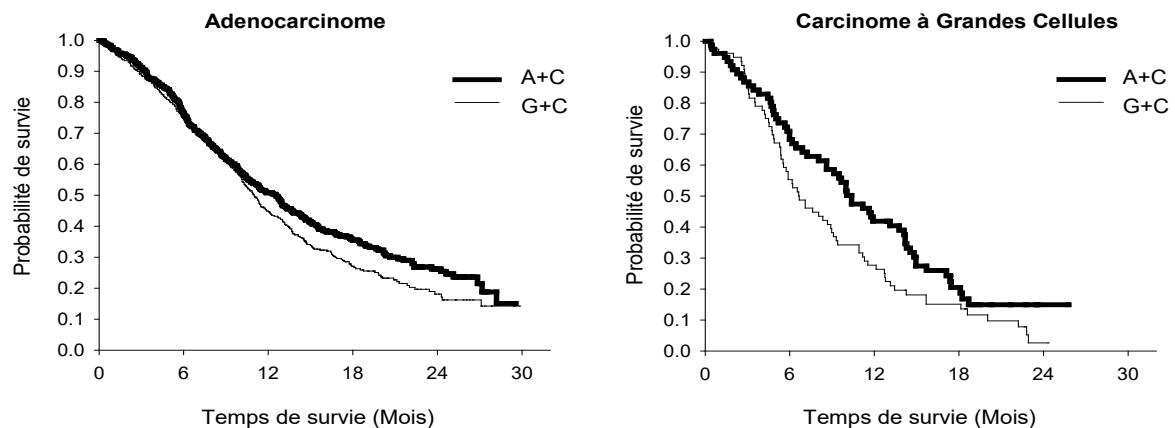 Adenocarcinome
Probabilité de survie
1.0
0.9
0.8
0.7
0.6
0.5
0.4
0.3
0.2
0.1
0.0
0 6 12 18 24 30
Temps de survie (Mois)
A+C
G+C
Carcinome à Grandes Cellules
Probabilité de survie
1.0
0.9
0.8
0.7
0.6
0.5
0.4
0.3
0.2
0.1
0.0
0 6 12 18 24 30
Temps de survie (Mois)
A+C
G+C